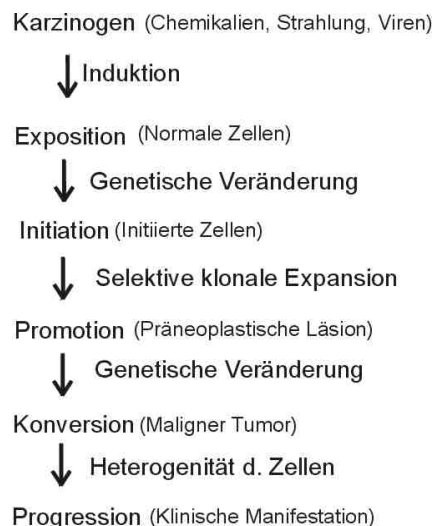 Karzinogen (Chemikalien, Strahlung, Viren)
Induktion
Exposition (Normale Zellen)
Genetische Veränderung
Initiation (Initiierte Zellen)
Selektive klonale Expansion
Promotion (Präneoplastische Läsion)
Genetische Veränderung
Konversion (Maligner Tumor)
Heterogenität d. Zellen
Progression (Klinische Manifestation)